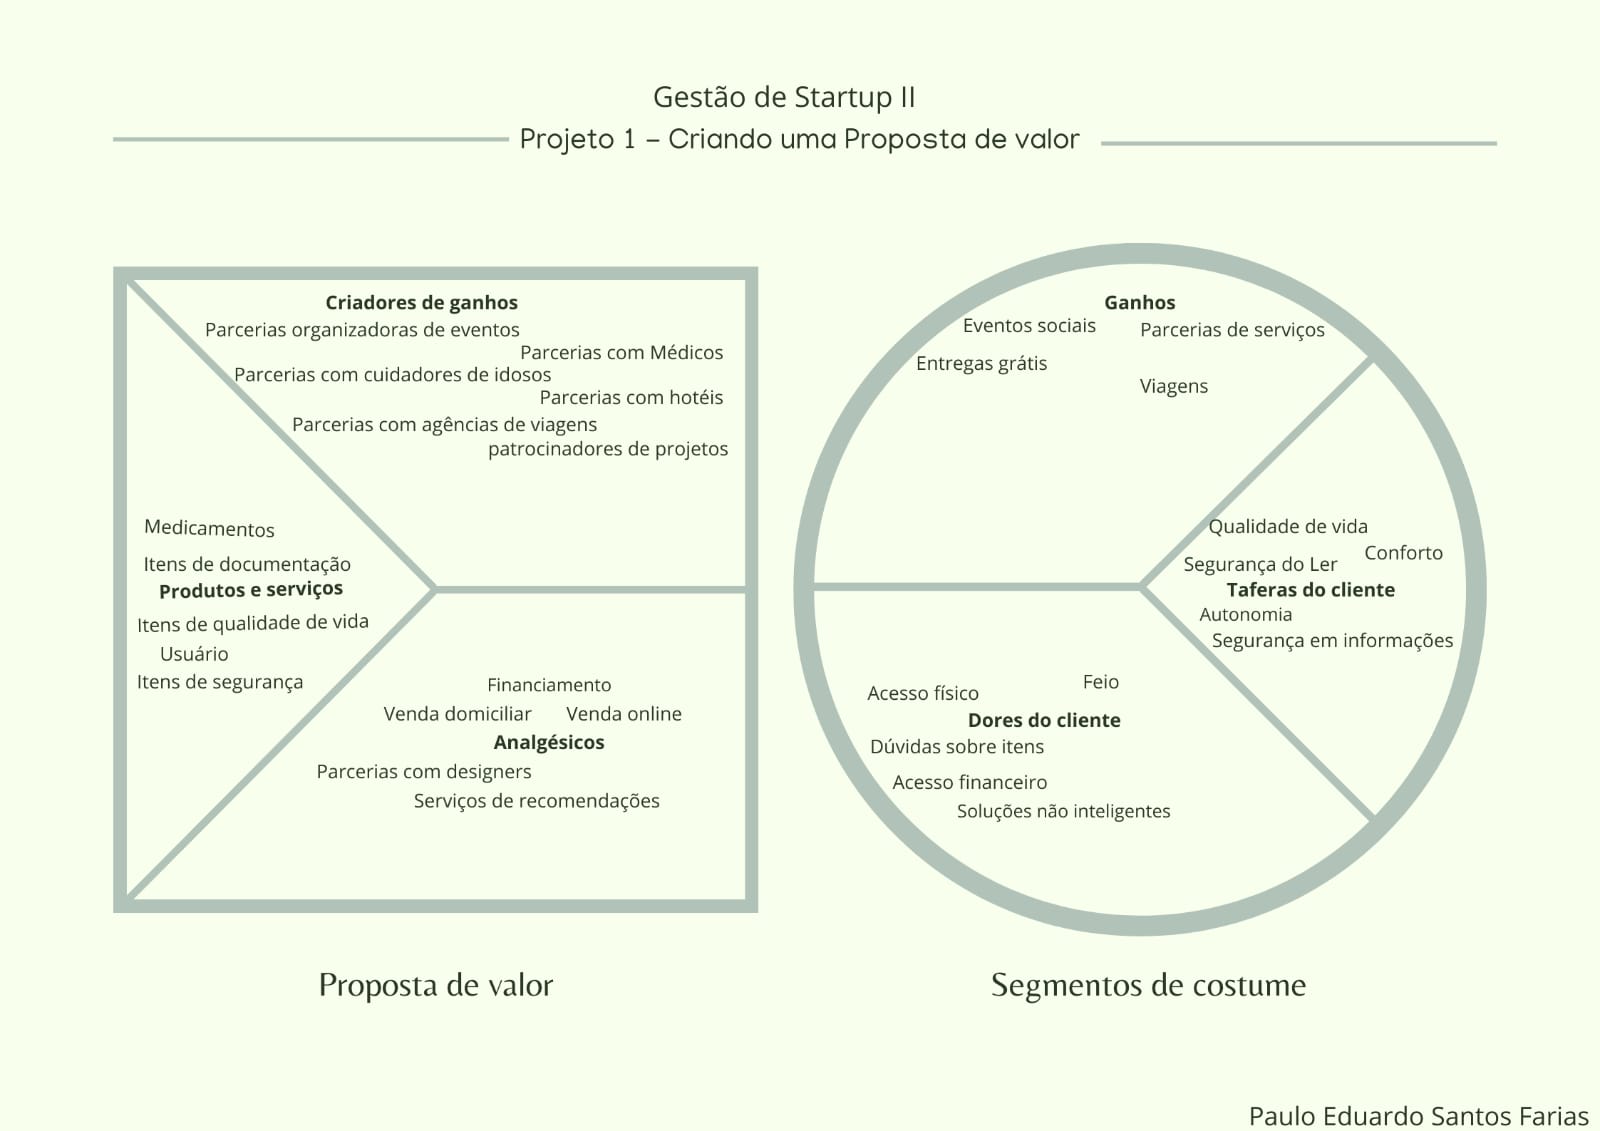 Gestão de Startup II
Projeto 1 – Criando uma Proposta de valor
Criadores de ganhos
Parcerias organizadoras de eventos
Parcerias com Médicos
Parcerias com cuidadores de idosos
Parcerias com hotéis
Parcerias com agências de viagens
patrocinadores de projetos
Medicamentos
Itens de documentação
Produtos e serviços
Itens de qualidade de vida
Usuário
Itens de segurança
Financiamento
Venda domiciliar
Venda online
Analgésicos
Parcerias com designers
Serviços de recomendações
Proposta de valor
Ganhos
Eventos sociais
Parcerias de serviços
Entregas grátis
Viagens
Qualidade de vida
Conforto
Segurança do Ler
Taferas do cliente
Autonomia
Segurança em informações
Feio
Acesso físico
Dores do cliente
Dúvidas sobre itens
Acesso financeiro
Soluções não inteligentes
Segmentos de costume
Paulo Eduardo Santos Farias